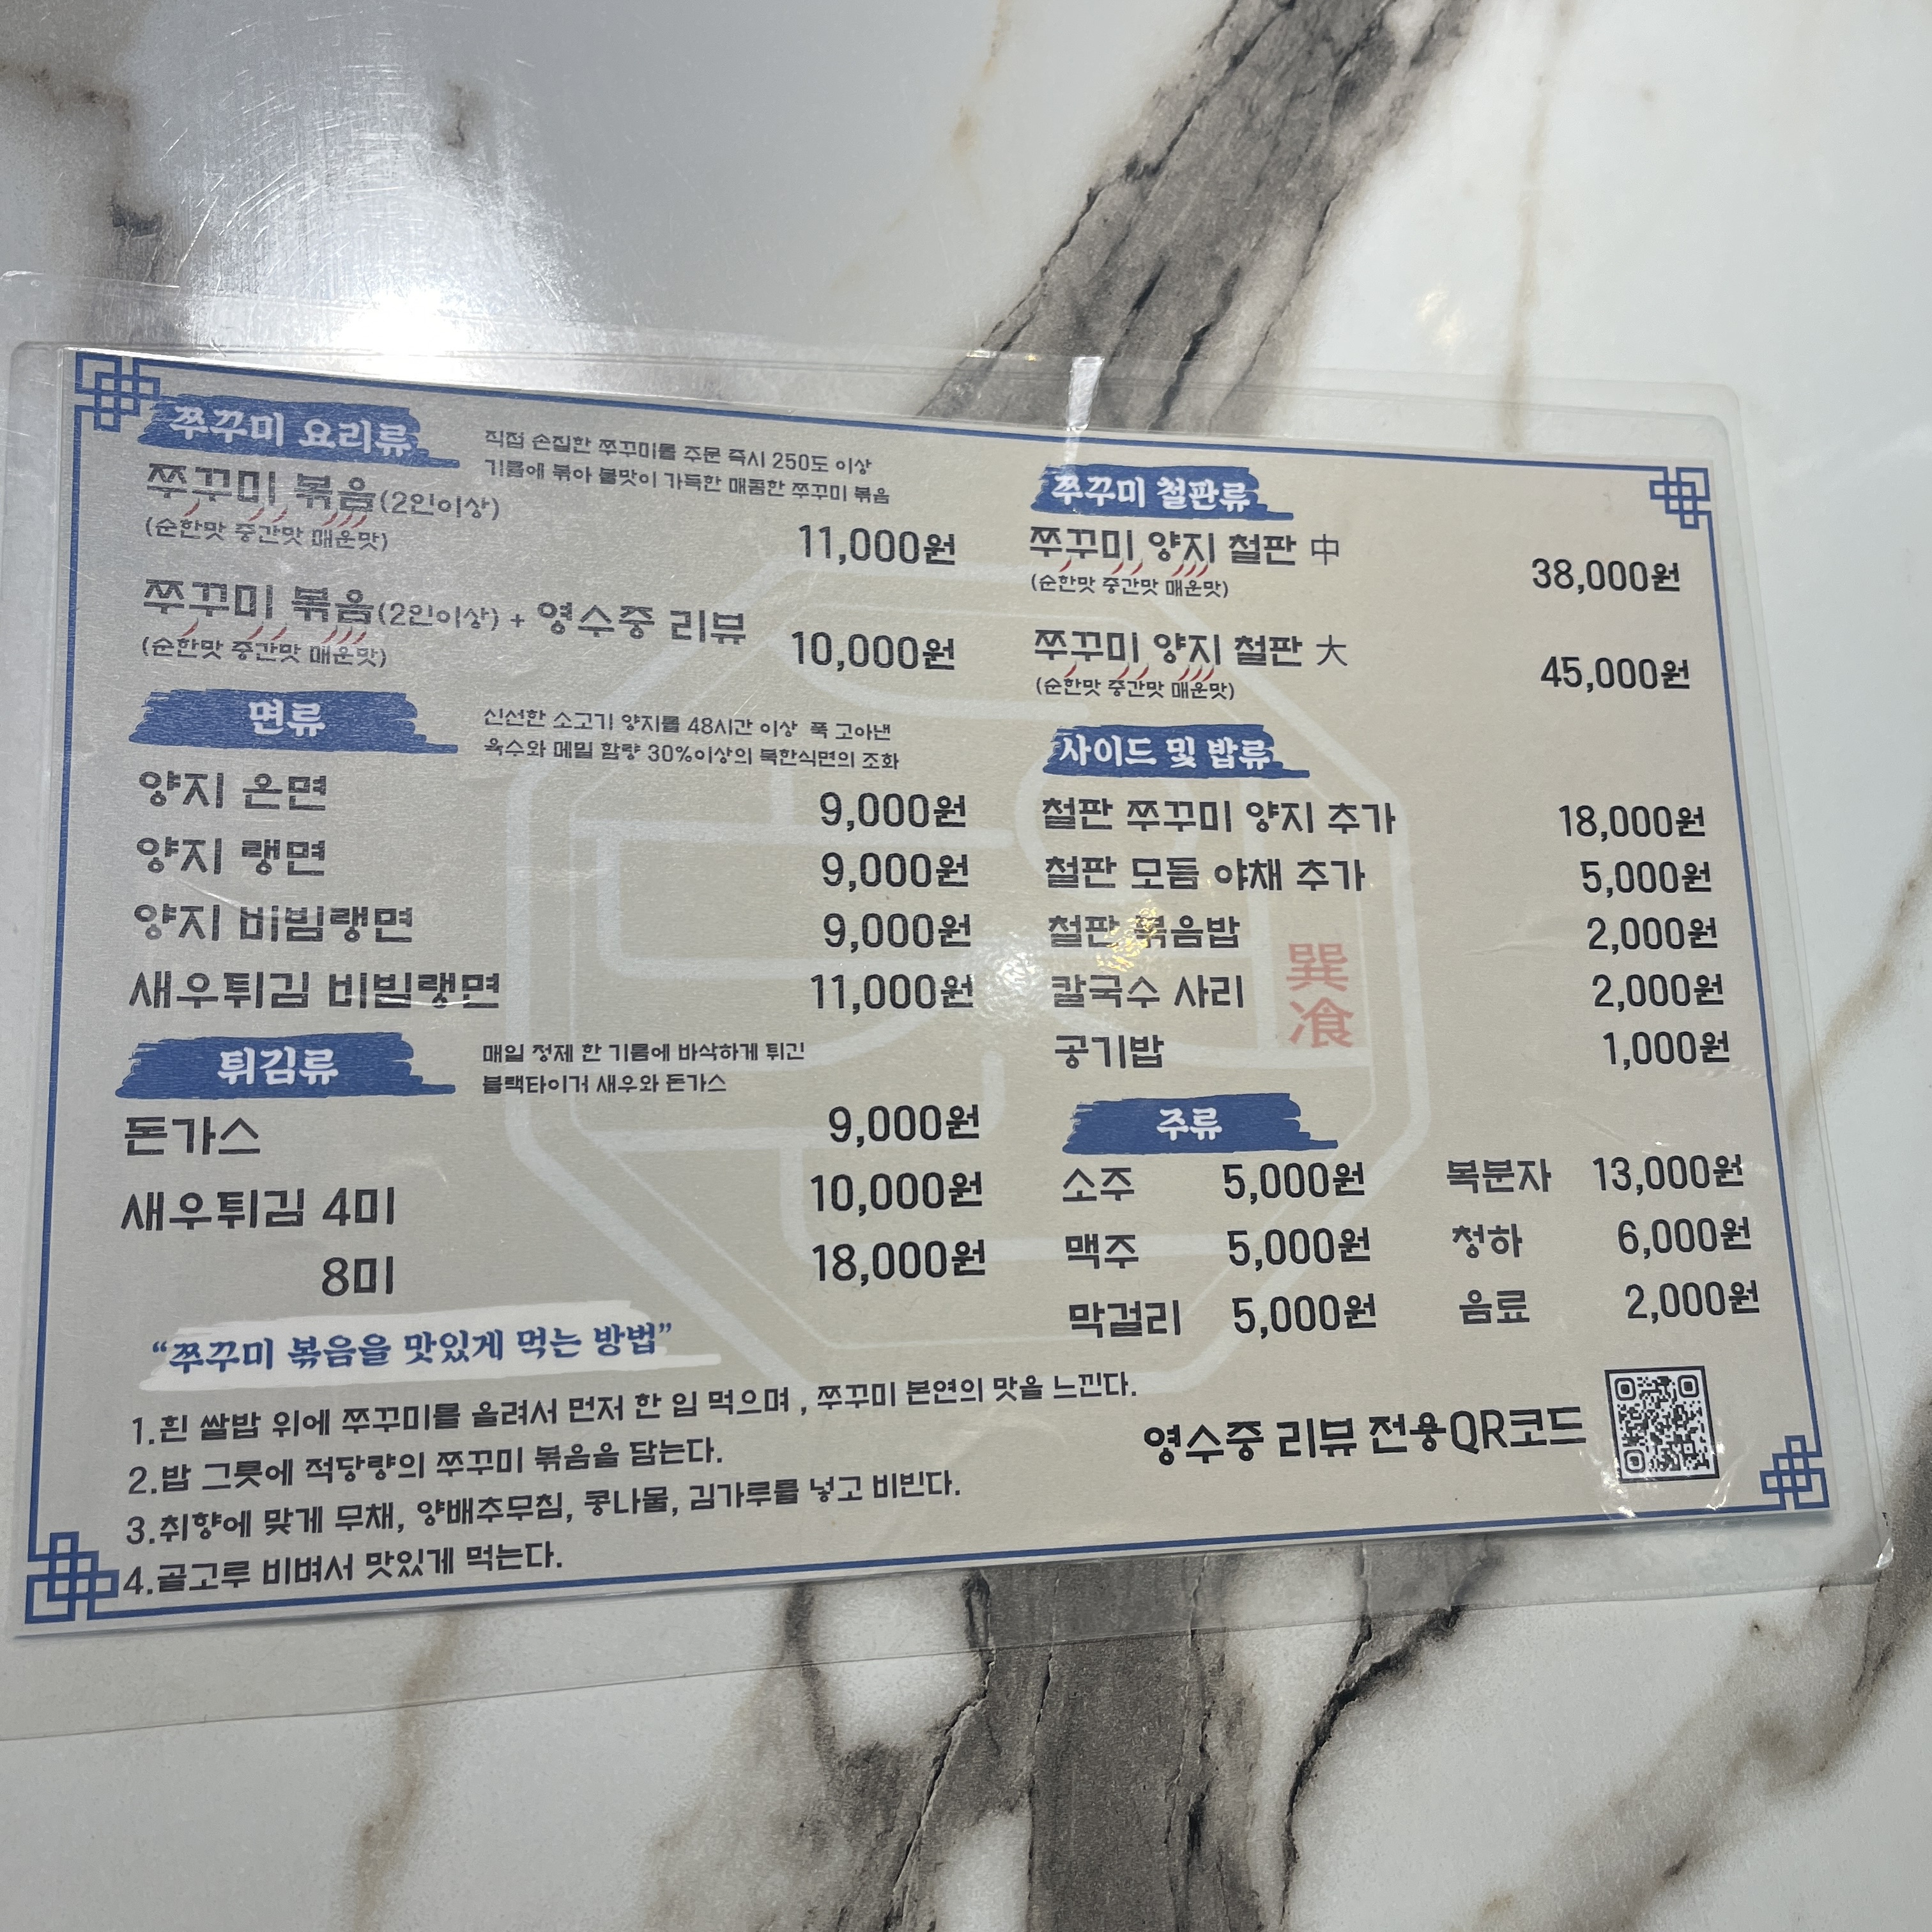 쭈꾸미 요리류
직접 손질한 쭈꾸미를 주문 즉시 250도 이상
기름에 볶아 불맛이 가득한 매콤한 쭈꾸미 볶음
쭈꾸미 볶음(2인이상)
(순한맛 중간맛 매운맛)
11,000원
쭈꾸미 볶음(2인이상) + 영수중 리뷰
(순한맛 중간맛 매운맛)
10,000원
면류
신선한 소고기 양지를 48시간 이상 푹 고아낸
육수와 메밀 함량 30%이상의 북한식면의 조화
양지 온면 9,000원
양지 랭면 9,000원
양지 비빔랭면 9,000원
새우튀김 비빔랭면 11,000원
튀김류
매일 정제 한 기름에 바삭하게 튀긴
블랙타이거 새우와 돈가스
돈가스 9,000원
새우튀김 4미 10,000원
8미 18,000원
“쭈꾸미 볶음을 맛있게 먹는 방법”
1.흰 쌀밥 위에 쭈꾸미를 올려서 먼저 한 입 먹으며 , 쭈꾸미 본연의 맛을 느낀다.
2.밥 그릇에 적당량의 쭈꾸미 볶음을 담는다.
3.취향에 맞게 무채, 양배추무침, 콩나물, 김가루를 넣고 비빈다.
4.골고루 비벼서 맛있게 먹는다.
쭈꾸미 철판류
쭈꾸미 양지 철판 中 38,000원
(순한맛 중간맛 매운맛)
쭈꾸미 양지 철판 大 45,000원
(순한맛 중간맛 매운맛)
사이드 및 밥류
철판 쭈꾸미 양지 추가 18,000원
철판 모듬 야채 추가 5,000원
철판 볶음밥 2,000원
칼국수 사리 2,000원
공기밥 1,000원
巽
飡
주류
소주 5,000원 복분자 13,000원
맥주 5,000원 청하 6,000원
막걸리 5,000원 음료 2,000원
영수중 리뷰 전용QR코드